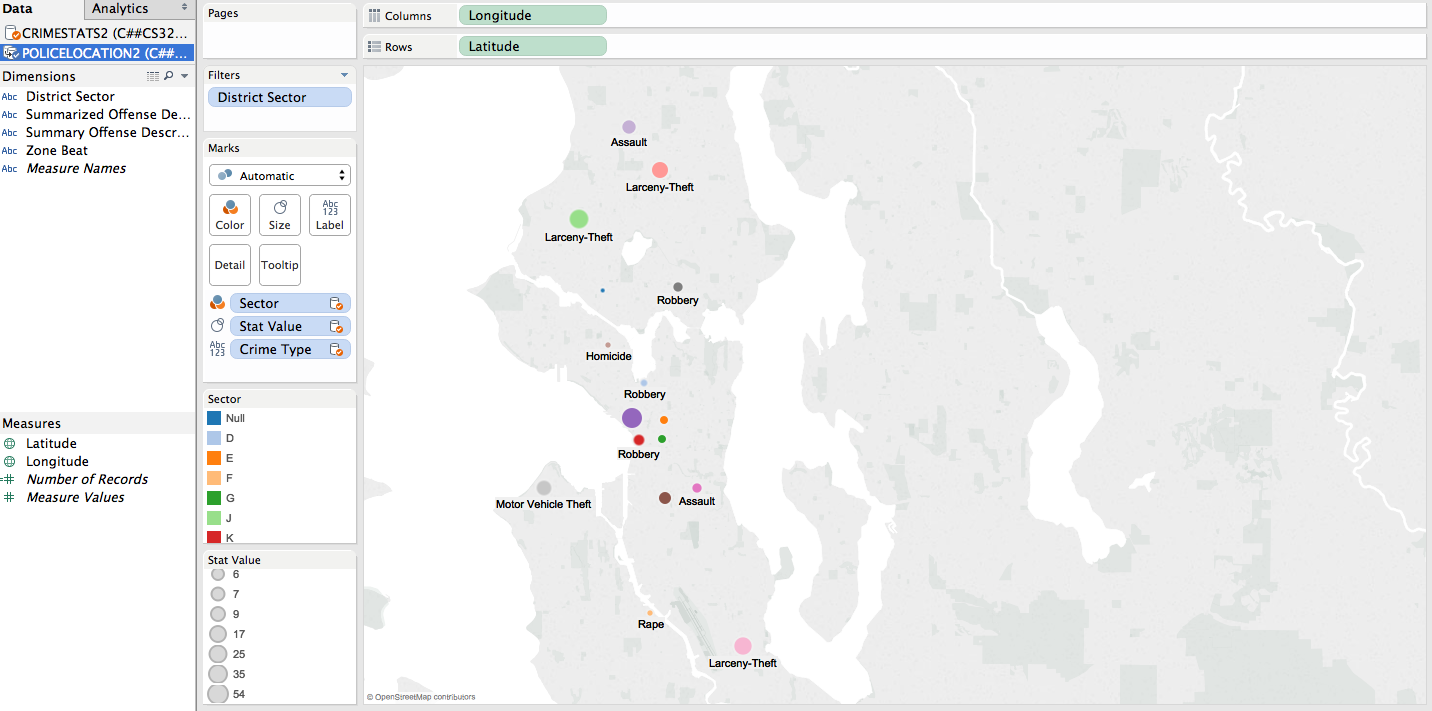 Data
Analytics
CRIMESTATS2 (C##CS32...
POLICELOCATION2 (C##...
Dimensions
Abc District Sector
Abc Summarized Offense De...
Abc Summary Offense Descr...
Abc Zone Beat
Abc Measure Names
Measures
Latitude
Longitude
Number of Records
Measure Values
Pages
Filters
District Sector
Marks
Automatic
Color
Size
Abc
123
Label
Detail
Tooltip
Sector
Stat Value
Abc
123
Crime Type
Sector
Null
D
E
F
G
J
K
Stat Value
6
7
9
17
25
35
54
Columns
Longitude
Rows
Latitude
Assault
Larceny-Theft
Larceny-Theft
Robbery
Homicide
Robbery
Robbery
Motor Vehicle Theft
Assault
Rape
Larceny-Theft
© OpenStreetMap contributors